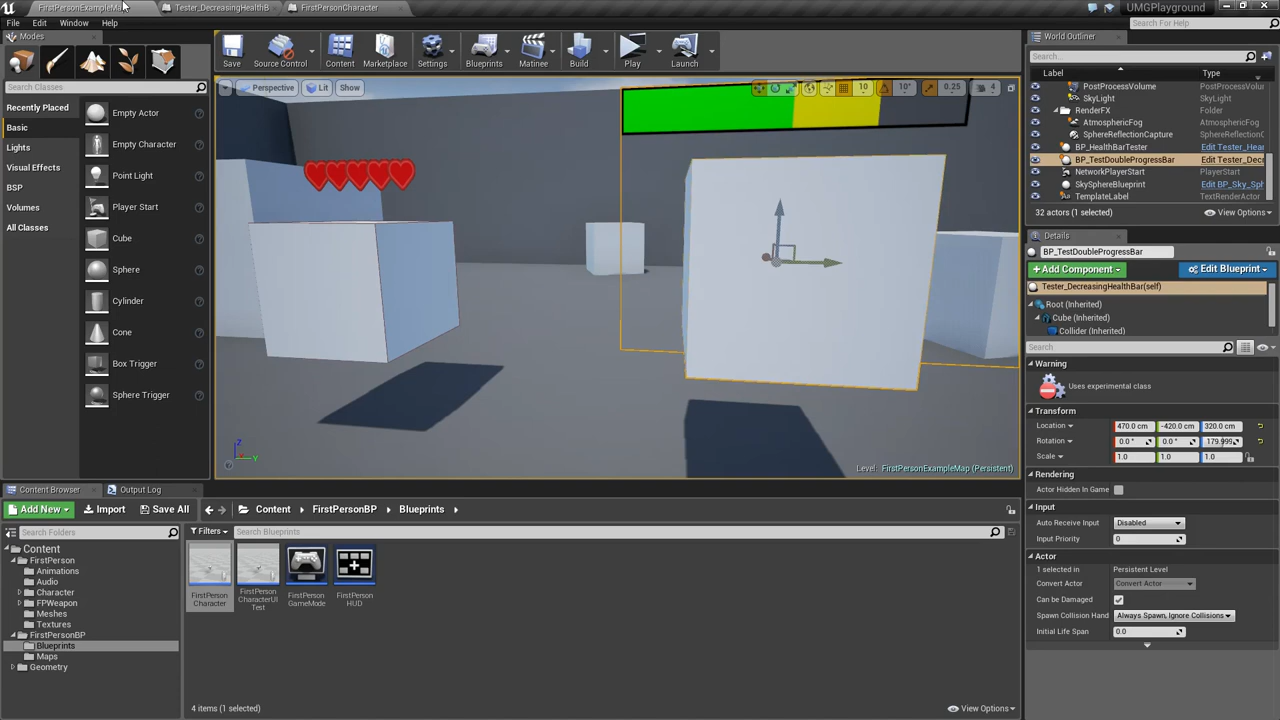 FirstPersonExampleMap
Tester_DecreasingHealthB
FirstPersonCharacter
UMGPlayground
File
Edit
Window
Help
Search For Help
Modes
Search Classes
Recently Placed
Basic
Lights
Visual Effects
BSP
Volumes
All Classes
Empty Actor
Empty Character
Point Light
Player Start
Cube
Sphere
Cylinder
Cone
Box Trigger
Sphere Trigger
Save
Source Control
Content
Marketplace
Settings
Blueprints
Matinee
Build
Play
Launch
Perspective
Lit
Show
10
10°
0.25
4
Level: FirstPersonExampleMap (Persistent)
World Outliner
Search...
Label
Type
PostProcessVolume
PostProcessVolu
SkyLight
SkyLight
RenderFX
Folder
AtmosphericFog
AtmosphericFog
SphereReflectionCapture
SphereReflection
BP_HealthBarTester
Edit Tester_Hea
BP_TestDoubleProgressBar
Edit Tester_Dec
NetworkPlayerStart
PlayerStart
SkySphereBlueprint
Edit BP_Sky_Sph
TemplateLabel
TextRenderActor
32 actors (1 selected)
View Options
Details
BP_TestDoubleProgressBar
Add Component
Edit Blueprint
Tester_DecreasingHealthBar(self)
Root (Inherited)
Cube (Inherited)
Collider (Inherited)
Search
Warning
Uses experimental class
Transform
Location
470.0 cm
-420.0 cm
320.0 cm
Rotation
0.0 °
0.0 °
179.999
Scale
1.0
1.0
1.0
Rendering
Actor Hidden In Game
Input
Auto Receive Input
Disabled
Input Priority
0
Actor
1 selected in
Persistent Level
Convert Actor
Convert Actor
Can be Damaged
Spawn Collision Hand
Always Spawn, Ignore Collisions
Initial Life Span
0.0
Content Browser
Output Log
Add New
Import
Save All
Content
FirstPersonBP
Blueprints
Search Folders
Filters
Search Blueprints
Content
FirstPerson
Animations
Audio
Character
FPWeapon
Meshes
Textures
FirstPersonBP
Blueprints
Maps
Geometry
FirstPerson
Character
FirstPerson
CharacterUI
Test
FirstPerson
GameMode
FirstPerson
HUD
4 items (1 selected)
View Options